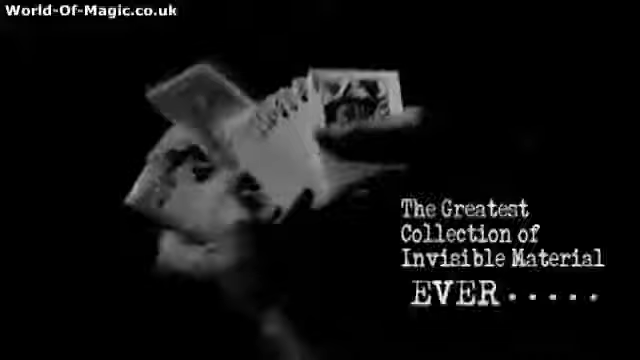 World-Of-Magic.co.uk
The Greatest
Collection of
Invisible Material
EVER.....